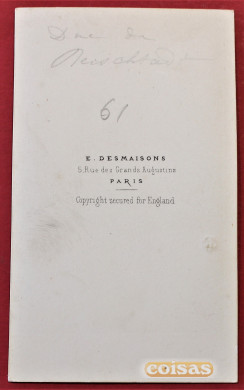 Duc de
Reichstadt
61
E. DESMAISONS
5. Rue des Grands Augustins
PARIS
Copyright secured for England
coisas